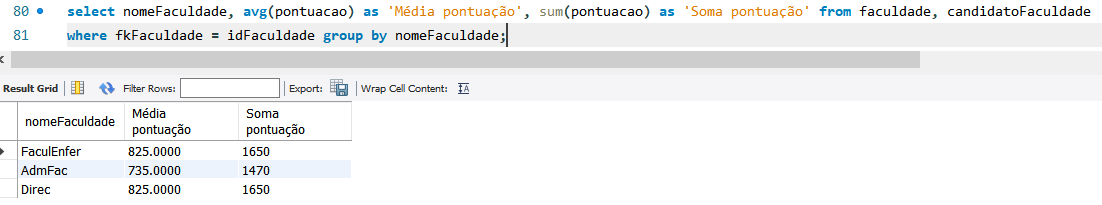 80 select nomeFaculdade, avg(pontuacao) as 'Média pontuação', sum(pontuacao) as 'Soma pontuação' from faculdade, candidatoFaculdade
81 where fkFaculdade = idFaculdade group by nomeFaculdade;
Result Grid Filter Rows: Export: Wrap Cell Content: IA
nomeFaculdade Média pontuação Soma pontuação
FaculEnfer 825.0000 1650
AdmFac 735.0000 1470
Direc 825.0000 1650